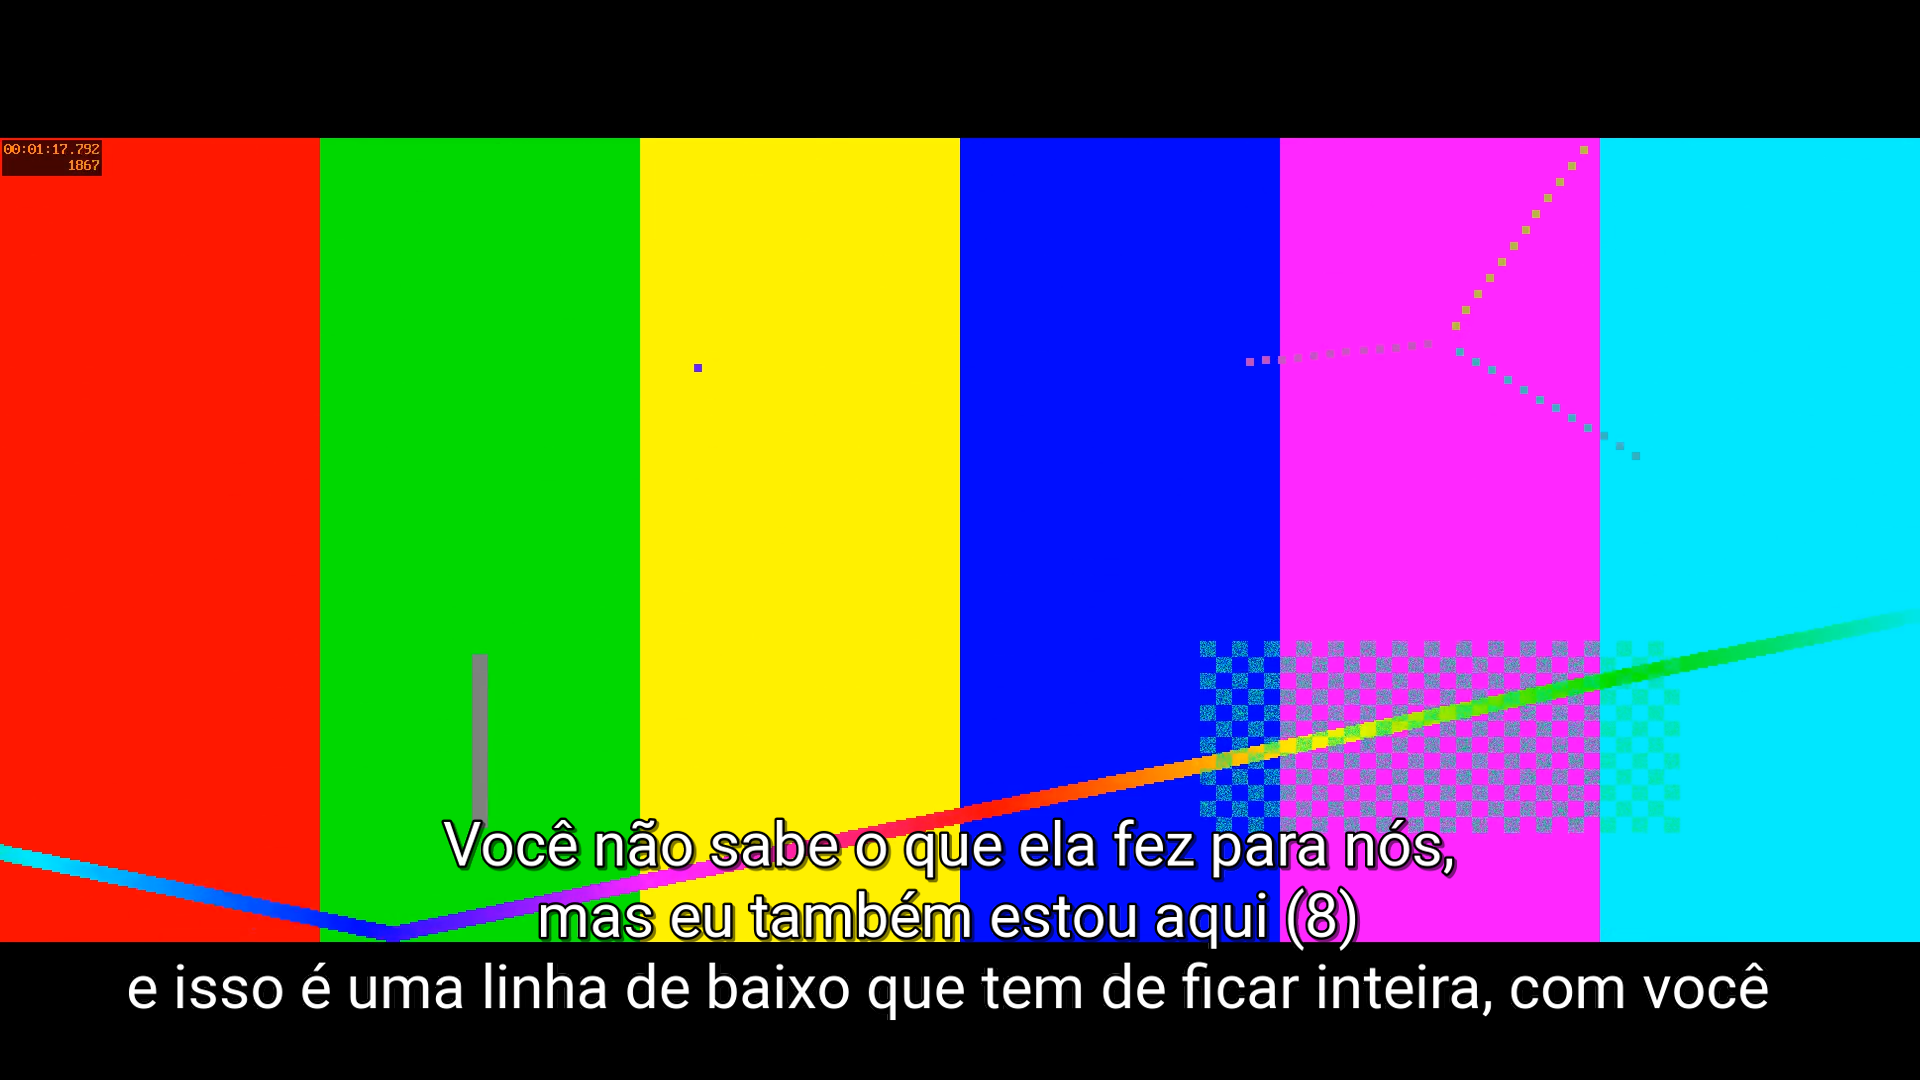 00:01:17.792
1867
Você não sabe o que ela fez para nós,
mas eu também estou aqui (8)
e isso é uma linha de baixo que tem de ficar inteira, com você